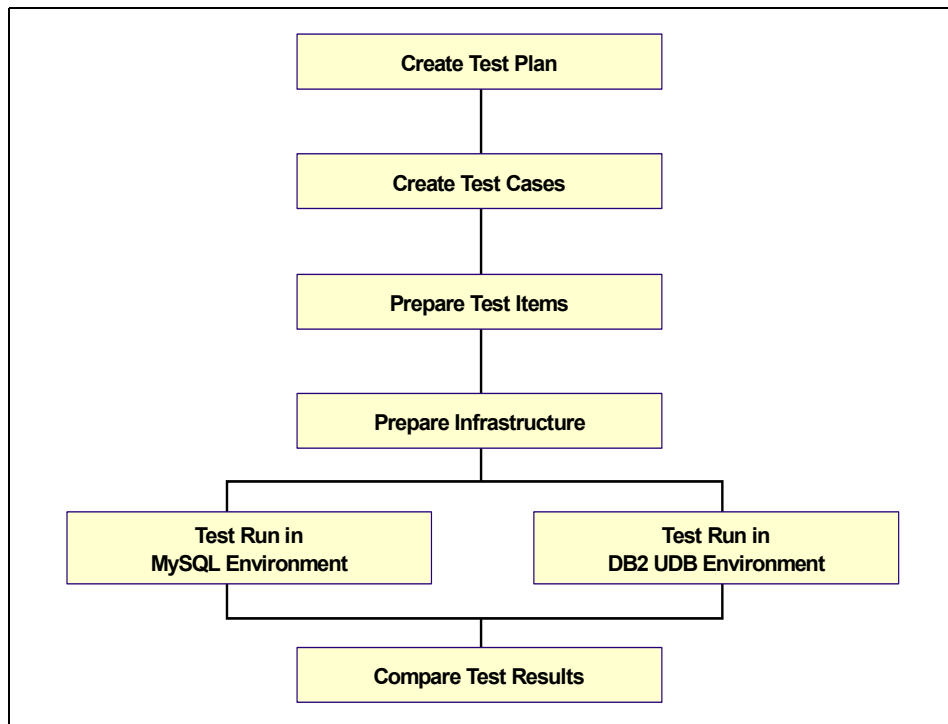 Create Test Plan
Create Test Cases
Prepare Test Items
Prepare Infrastructure
Test Run in
MySQL Environment
Test Run in
DB2 UDB Environment
Compare Test Results